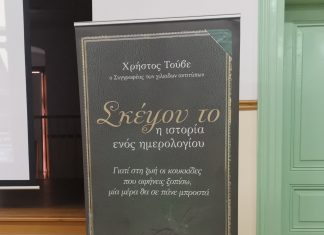 Χρήστος Τούβε
ο Συγγραφέας των χιλιάδων αντιτύπων
Σκέψου το
η ιστορία
ενός ημερολογίου
Γιατί στη ζωή οι κουκκίδες
που αφήνεις ξοπίσω,
μία μέρα θα σε πάνε μπροστά